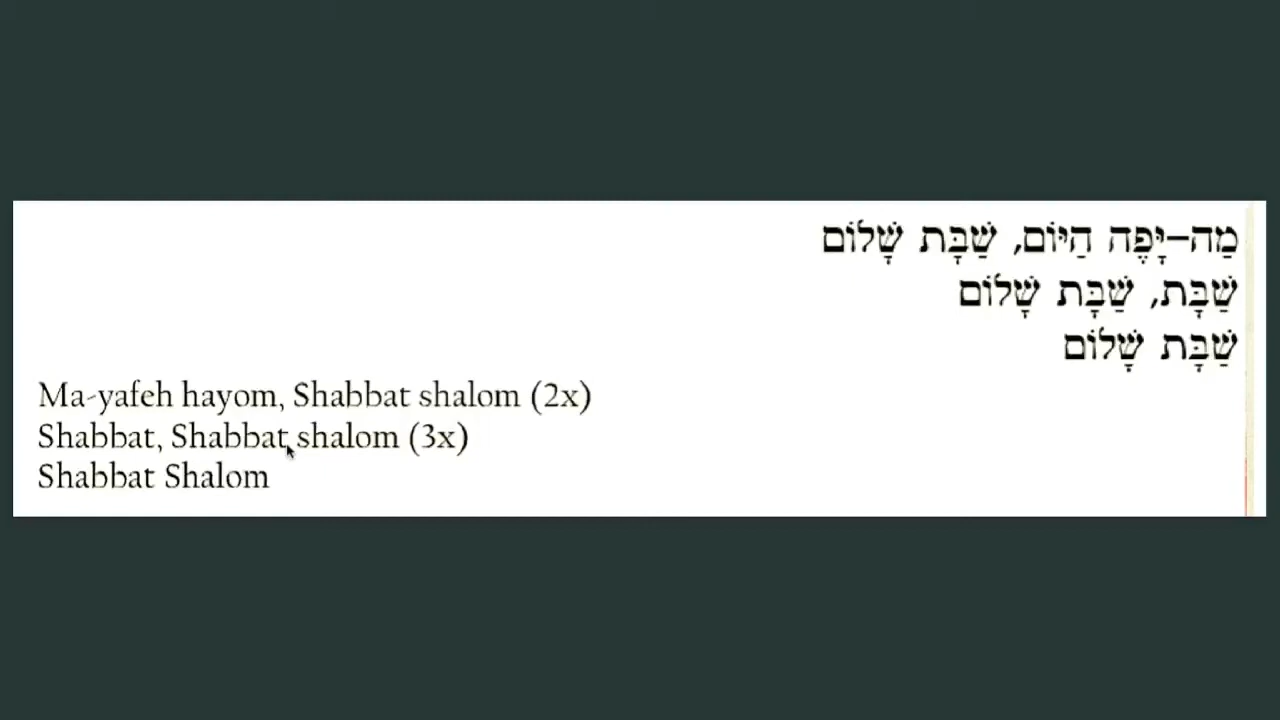 מַה–יָּפֶה הַיּוֹם, שַׁבָּת שָׁלוֹם
שַׁבָּת, שַׁבָּת שָׁלוֹם
שַׁבָּת שָׁלוֹם
Ma-yafeh hayom, Shabbat shalom (2x)
Shabbat, Shabbat shalom (3x)
Shabbat Shalom